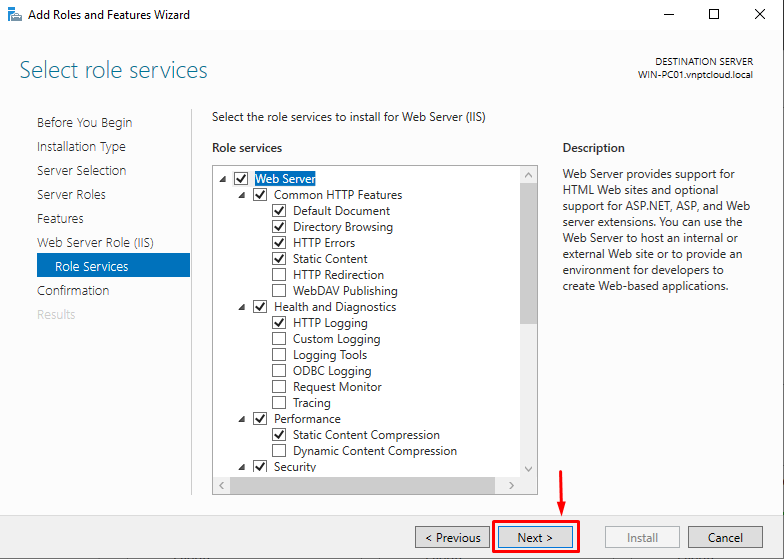 Add Roles and Features Wizard
Select role services
DESTINATION SERVER
WIN-PC01.vnptcloud.local
Before You Begin
Installation Type
Server Selection
Server Roles
Features
Web Server Role (IIS)
Role Services
Confirmation
Results
Select the role services to install for Web Server (IIS)
Role services
Web Server
Common HTTP Features
Default Document
Directory Browsing
HTTP Errors
Static Content
HTTP Redirection
WebDAV Publishing
Health and Diagnostics
HTTP Logging
Custom Logging
Logging Tools
ODBC Logging
Request Monitor
Tracing
Performance
Static Content Compression
Dynamic Content Compression
Security
Description
Web Server provides support for
HTML Web sites and optional
support for ASP.NET, ASP, and Web
server extensions. You can use the
Web Server to host an internal or
external Web site or to provide an
environment for developers to
create Web-based applications.
< Previous
Next >
Install
Cancel